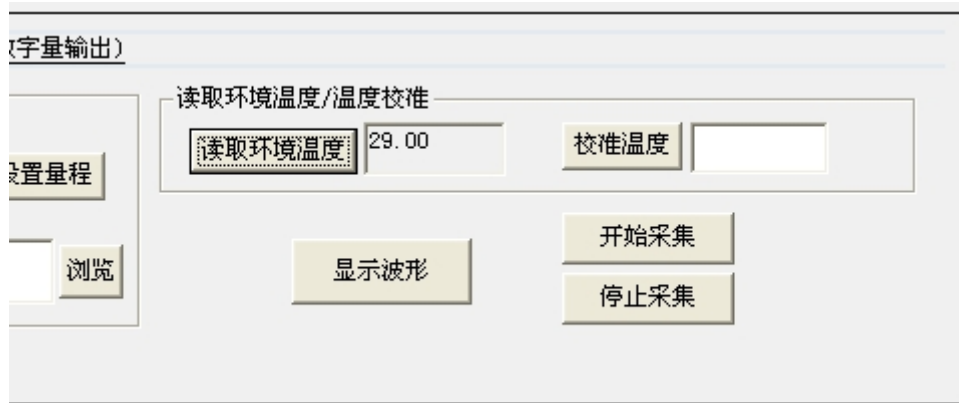 字量输出)
读取环境温度/温度校准
读取环境温度 29.00 校准温度
置量程
开始采集
浏览 显示波形
停止采集